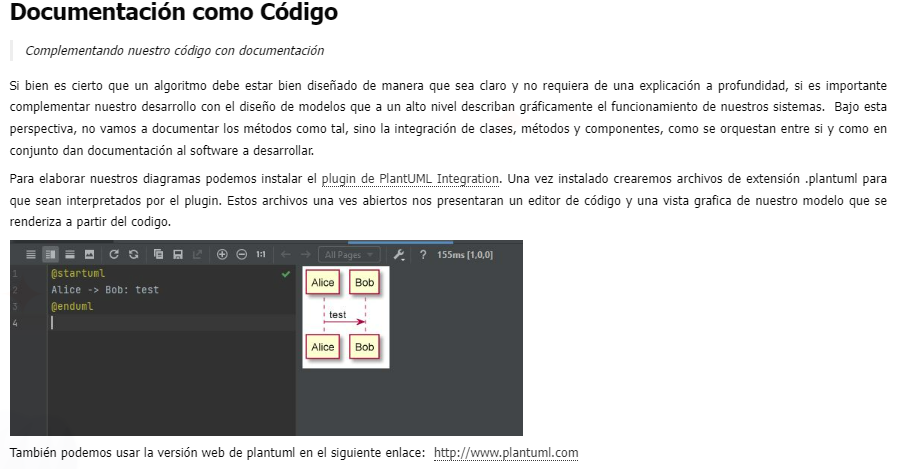 Documentación como Código
Complementando nuestro código con documentación
Si bien es cierto que un algoritmo debe estar bien diseñado de manera que sea claro y no requiera de una explicación a profundidad, si es importante
complementar nuestro desarrollo con el diseño de modelos que a un alto nivel describan gráficamente el funcionamiento de nuestros sistemas. Bajo esta
perspectiva, no vamos a documentar los métodos como tal, sino la integración de clases, métodos y componentes, como se orquestan entre si y como en
conjunto dan documentación al software a desarrollar.
Para elaborar nuestros diagramas podemos instalar el plugin de PlantUML Integration. Una vez instalado crearemos archivos de extensión .plantuml para
que sean interpretados por el plugin. Estos archivos una ves abiertos nos presentaran un editor de código y una vista grafica de nuestro modelo que se
renderiza a partir del codigo.
1:1 All Pages ? 155ms [1,0,0]
1 @startuml
2 Alice -> Bob: test
3 @enduml
4
Alice Bob
test
Alice Bob
También podemos usar la versión web de plantuml en el siguiente enlace: http://www.plantuml.com